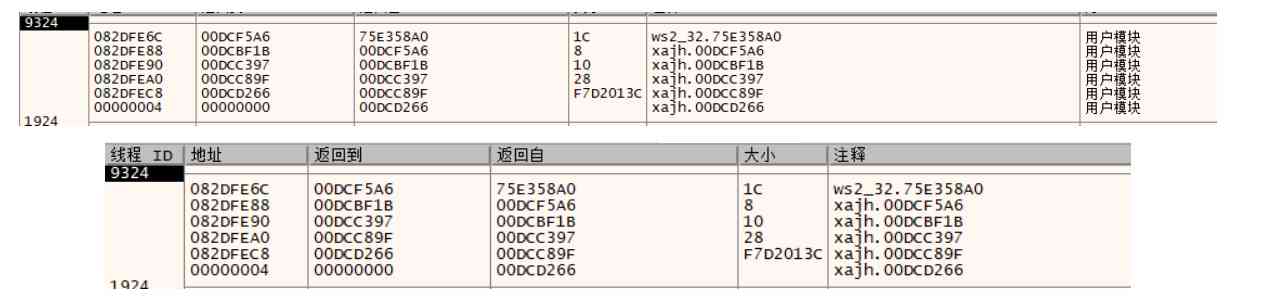 9324
082DFE6C 00DCF5A6 75E358A0 1C ws2_32.75E358A0 用户模块
082DFE88 00DCBF1B 00DCF5A6 8 xajh.00DCF5A6 用户模块
082DFE90 00DCC397 00DCBF1B 10 xajh.00DCBF1B 用户模块
082DFEA0 00DCC89F 00DCC397 28 xajh.00DCC397 用户模块
082DFEC8 00DCD266 00DCC89F F7D2013C xajh.00DCC89F 用户模块
00000004 00000000 00DCD266 xajh.00DCD266 用户模块
1924
线程 ID 地址 返回到 返回自 大小 注释
9324
082DFE6C 00DCF5A6 75E358A0 1C ws2_32.75E358A0
082DFE88 00DCBF1B 00DCF5A6 8 xajh.00DCF5A6
082DFE90 00DCC397 00DCBF1B 10 xajh.00DCBF1B
082DFEA0 00DCC89F 00DCC397 28 xajh.00DCC397
082DFEC8 00DCD266 00DCC89F F7D2013C xajh.00DCC89F
00000004 00000000 00DCD266 xajh.00DCD266
1924